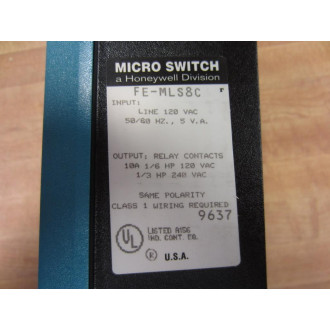 MICRO SWITCH
a Honeywell Division
FE-MLS8C
INPUT:
LINE 120 VAC
50/60 HZ., 5 V.A.
OUTPUT: RELAY CONTACTS
10A 1/6 HP 120 VAC
1/3 HP 240 VAC
SAME POLARITY
CLASS 1 WIRING REQUIRED
9637
UL
LISTED A156
IND. CONT. EQ.
®
U.S.A.